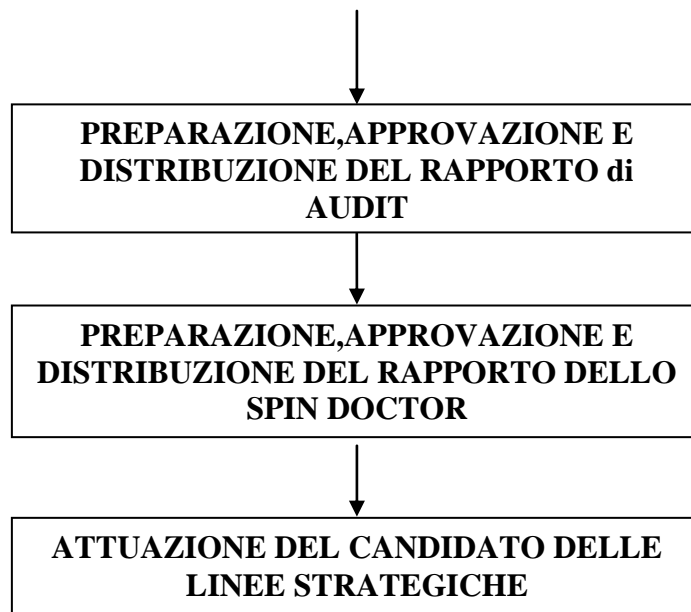 PREPARAZIONE,APPROVAZIONE E
DISTRIBUZIONE DEL RAPPORTO di
AUDIT
PREPARAZIONE,APPROVAZIONE E
DISTRIBUZIONE DEL RAPPORTO DELLO
SPIN DOCTOR
ATTUAZIONE DEL CANDIDATO DELLE
LINEE STRATEGICHE